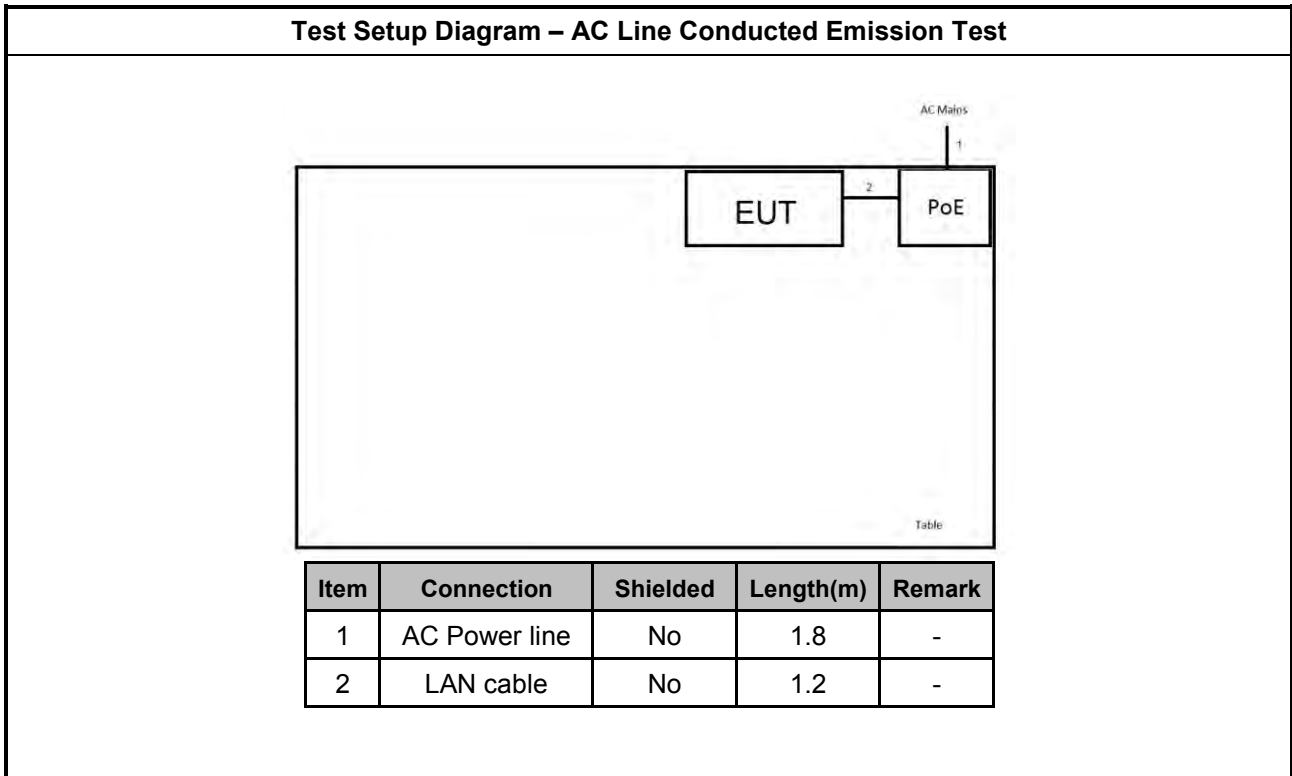 Test Setup Diagram – AC Line Conducted Emission Test
AC Mains
1
2
EUT
PoE
Table
Item Connection Shielded Length(m) Remark
1 AC Power line No 1.8 -
2 LAN cable No 1.2 -